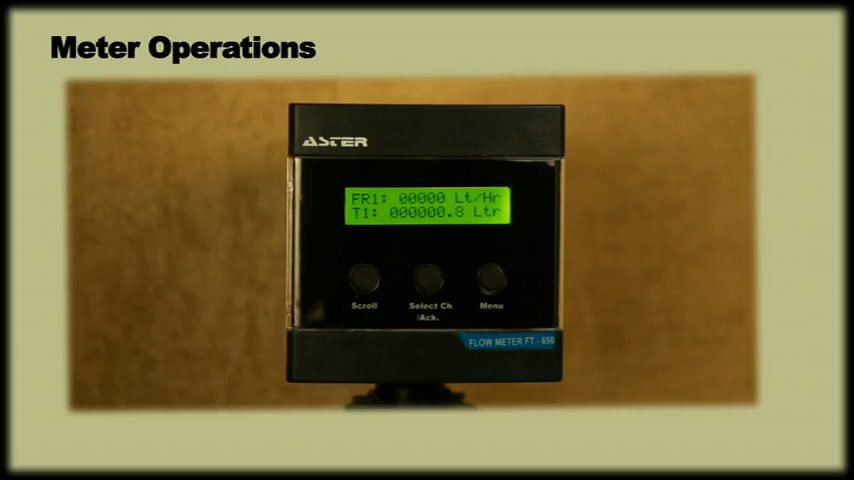 Meter Operations
ASTER
FR1: 00000 Lt/Hr
T1: 000000.8 Ltr
Scroll
Select Ch
/Ack.
Menu
FLOW METER FT - 650